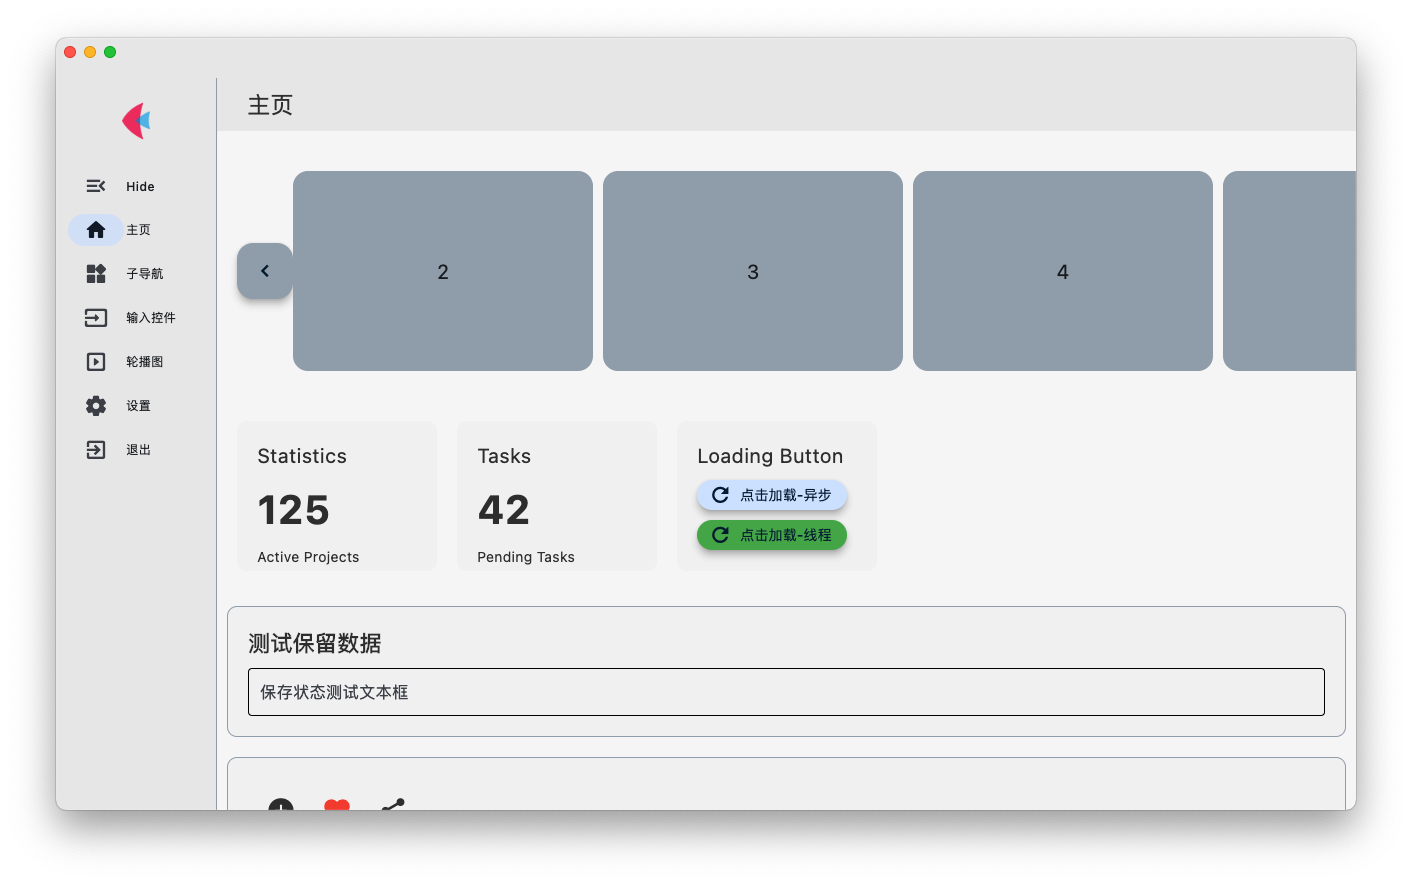 主页
Hide
主页
子导航
输入控件
轮播图
设置
退出
2
3
4
Statistics
125
Active Projects
Tasks
42
Pending Tasks
Loading Button
点击加载-异步
点击加载-线程
测试保留数据
保存状态测试文本框